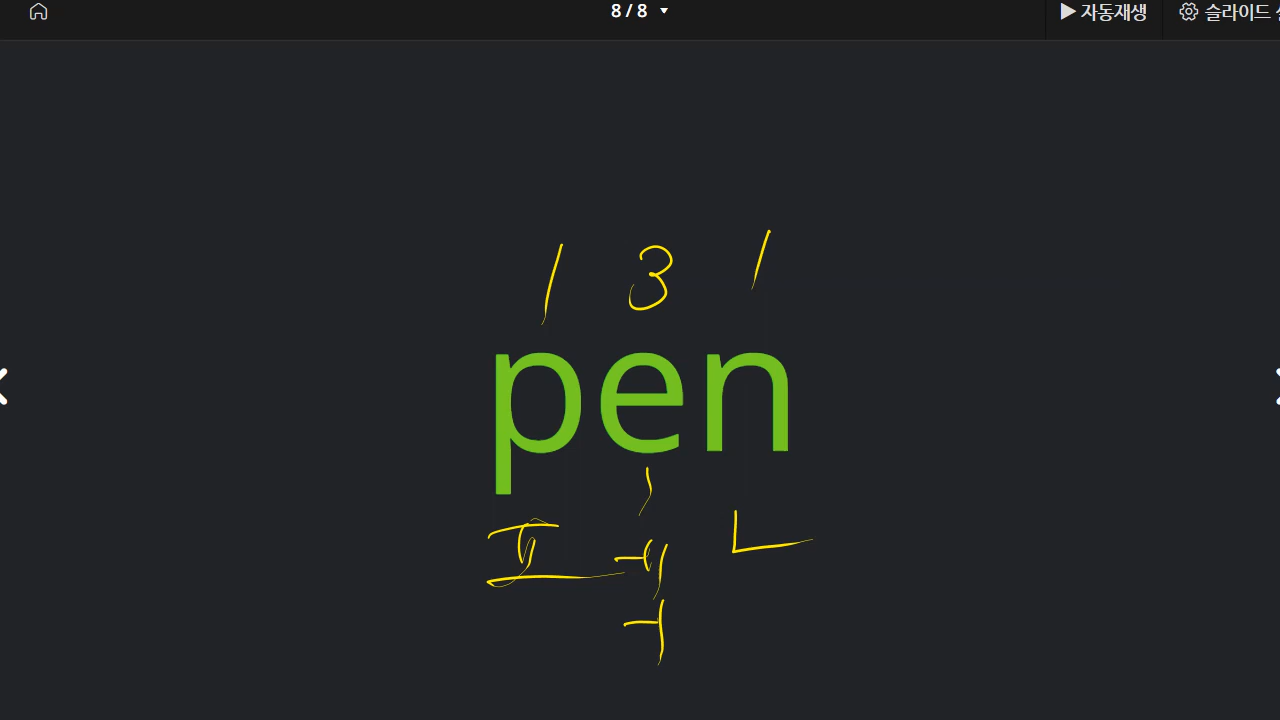 8 / 8 ▼
▶ 자동재생
슬라이드
1 3 1
pen
ㅍ ㅣ ㅔ ㄴ
ㅓ